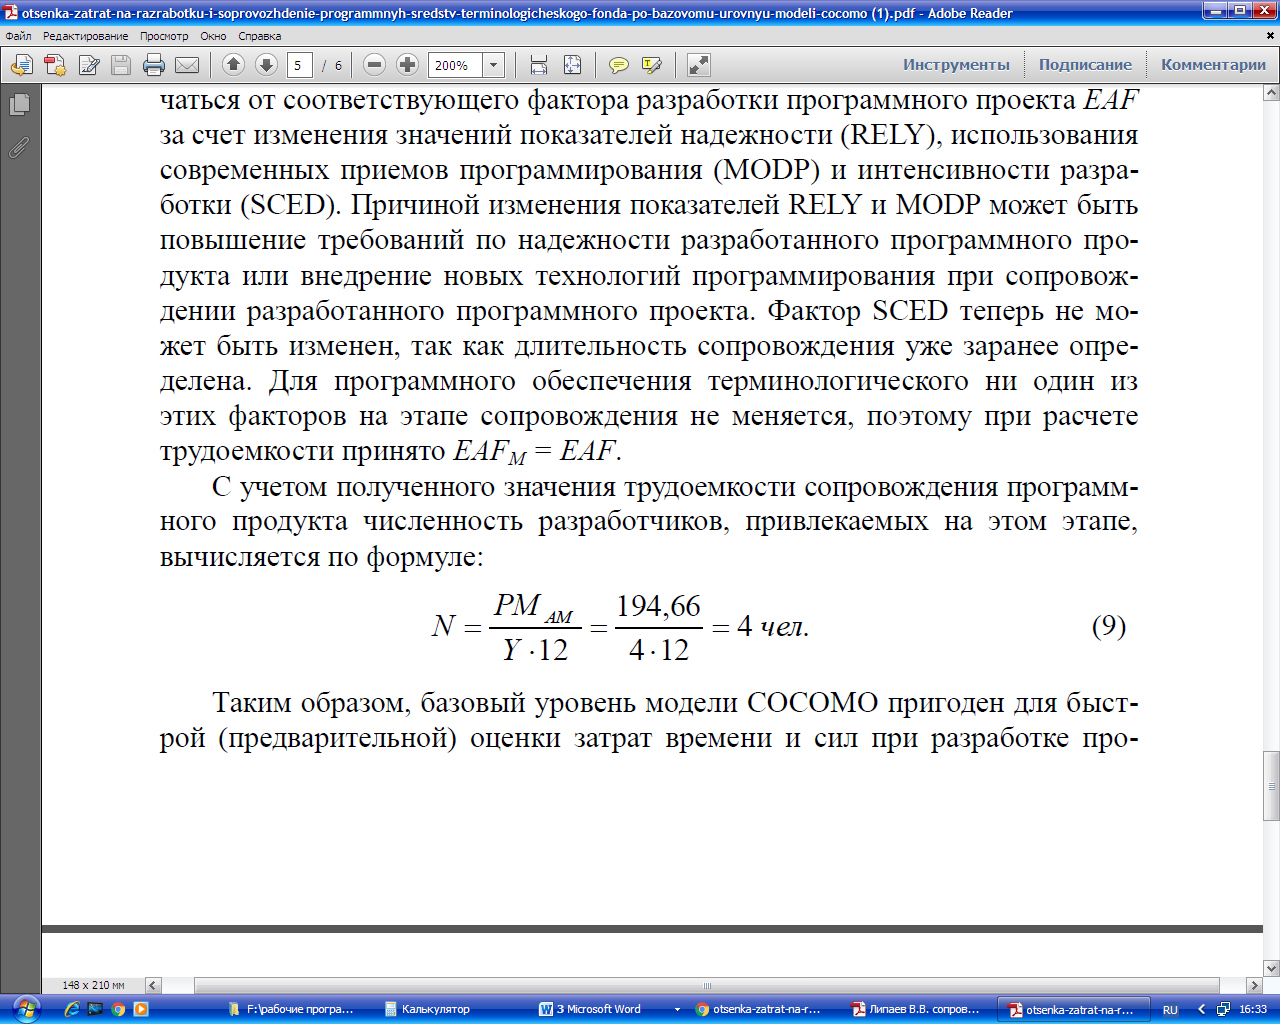 otsenka-zatrat-na-razrabotku-i-soprovozhdenie-programmnyh-sredstv-terminologicheskogo-fonda-po-bazovomu-urovnyu-modeli-cocomo (1).pdf - Adobe Reader
Файл Редактирование Просмотр Окно Справка
5 / 6 200% Инструменты Подписание Комментарии
чаться от соответствующего фактора разработки программного проекта EAF
за счет изменения значений показателей надежности (RELY), использования
современных приемов программирования (MODP) и интенсивности разра-
ботки (SCED). Причиной изменения показателей RELY и MODP может быть
повышение требований по надежности разработанного программного про-
дукта или внедрение новых технологий программирования при сопровож-
дении разработанного программного проекта. Фактор SCED теперь не мо-
жет быть изменен, так как длительность сопровождения уже заранее опре-
делена. Для программного обеспечения терминологического ни один из
этих факторов на этапе сопровождения не меняется, поэтому при расчете
трудоемкости принято EAF_M = EAF.
С учетом полученного значения трудоемкости сопровождения программ-
ного продукта численность разработчиков, привлекаемых на этом этапе,
вычисляется по формуле:
N = PM_AM / (Y · 12) = 194,66 / (4 · 12) = 4 чел. (9)
Таким образом, базовый уровень модели COCOMO пригоден для быст-
рой (предварительной) оценки затрат времени и сил при разработке про-
148 x 210 мм
F:\рабочие програ... Калькулятор 3 Microsoft Word otsenka-zatrat-na-r... Липаев В.В. сопров... otsenka-zatrat-na-r... RU 16:33